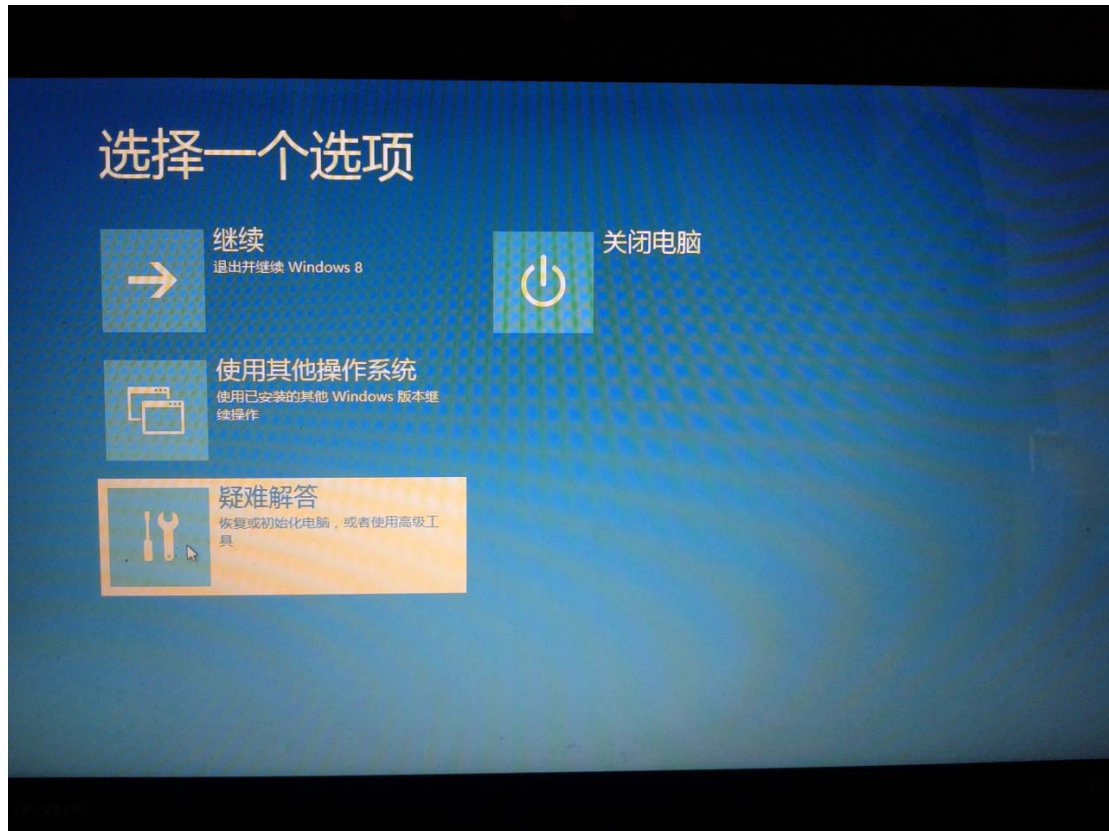 选择一个选项
继续
退出并继续 Windows 8
关闭电脑
使用其他操作系统
使用已安装的其他 Windows 版本继
续操作
疑难解答
恢复或初始化电脑，或者使用高级工
具